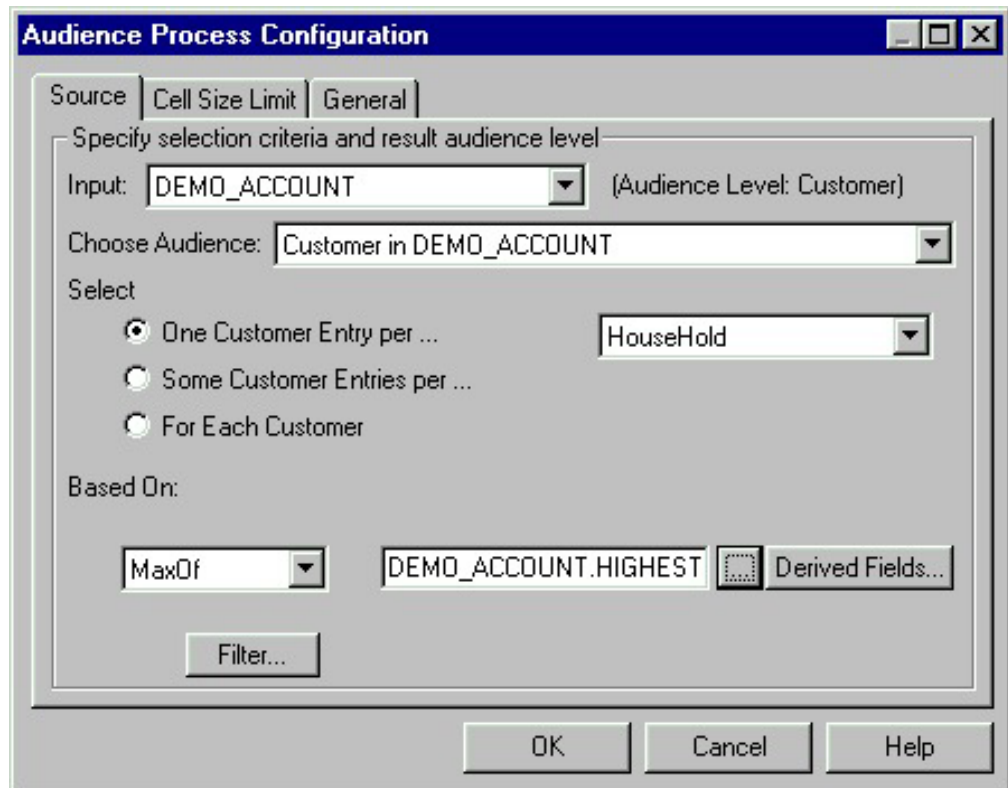 Audience Process Configuration
Source Cell Size Limit General
Specify selection criteria and result audience level
Input: DEMO_ACCOUNT (Audience Level: Customer)
Choose Audience: Customer in DEMO_ACCOUNT
Select
One Customer Entry per ... HouseHold
Some Customer Entries per ...
For Each Customer
Based On:
MaxOf DEMO_ACCOUNT.HIGHEST ... Derived Fields...
Filter...
OK Cancel Help